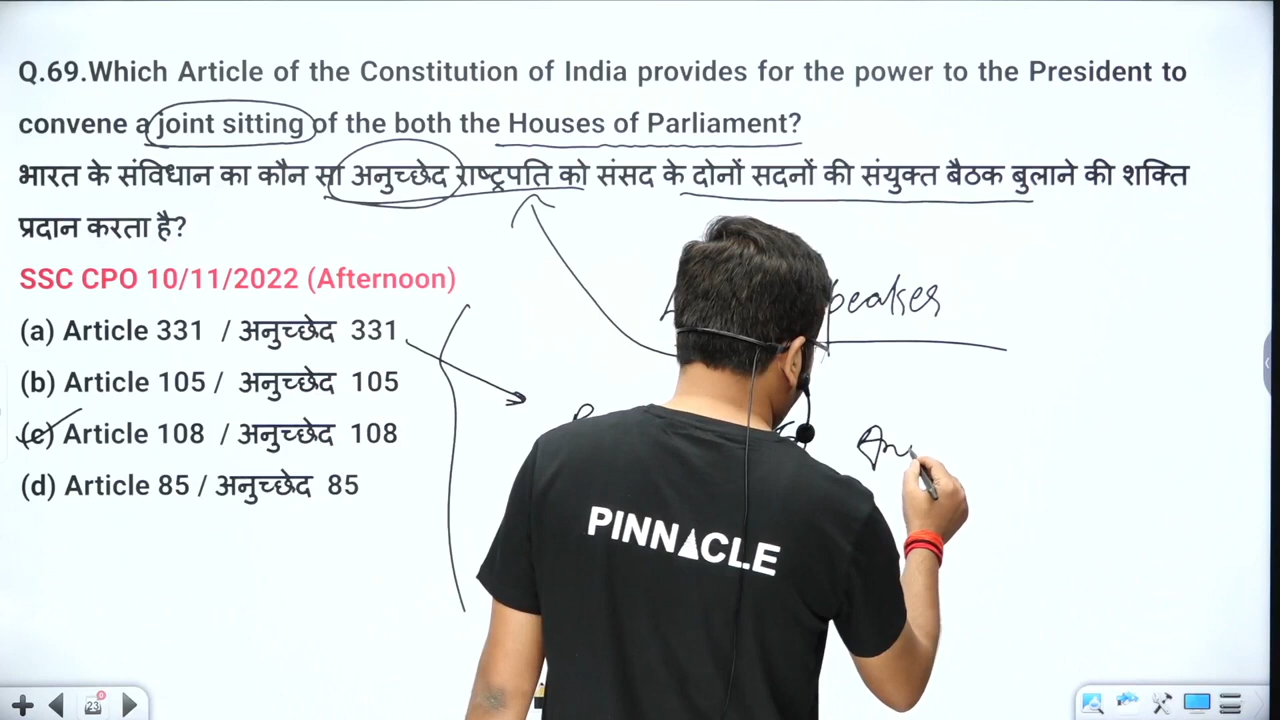 Q.69.Which Article of the Constitution of India provides for the power to the President to
convene a joint sitting of the both the Houses of Parliament?
भारत के संविधान का कौन सा अनुच्छेद राष्ट्रपति को संसद के दोनों सदनों की संयुक्त बैठक बुलाने की शक्ति
प्रदान करता है?
SSC CPO 10/11/2022 (Afternoon)
(a) Article 331 / अनुच्छेद 331
(b) Article 105 / अनुच्छेद 105
(c) Article 108 / अनुच्छेद 108
(d) Article 85 / अनुच्छेद 85
PINNACLE
23
0